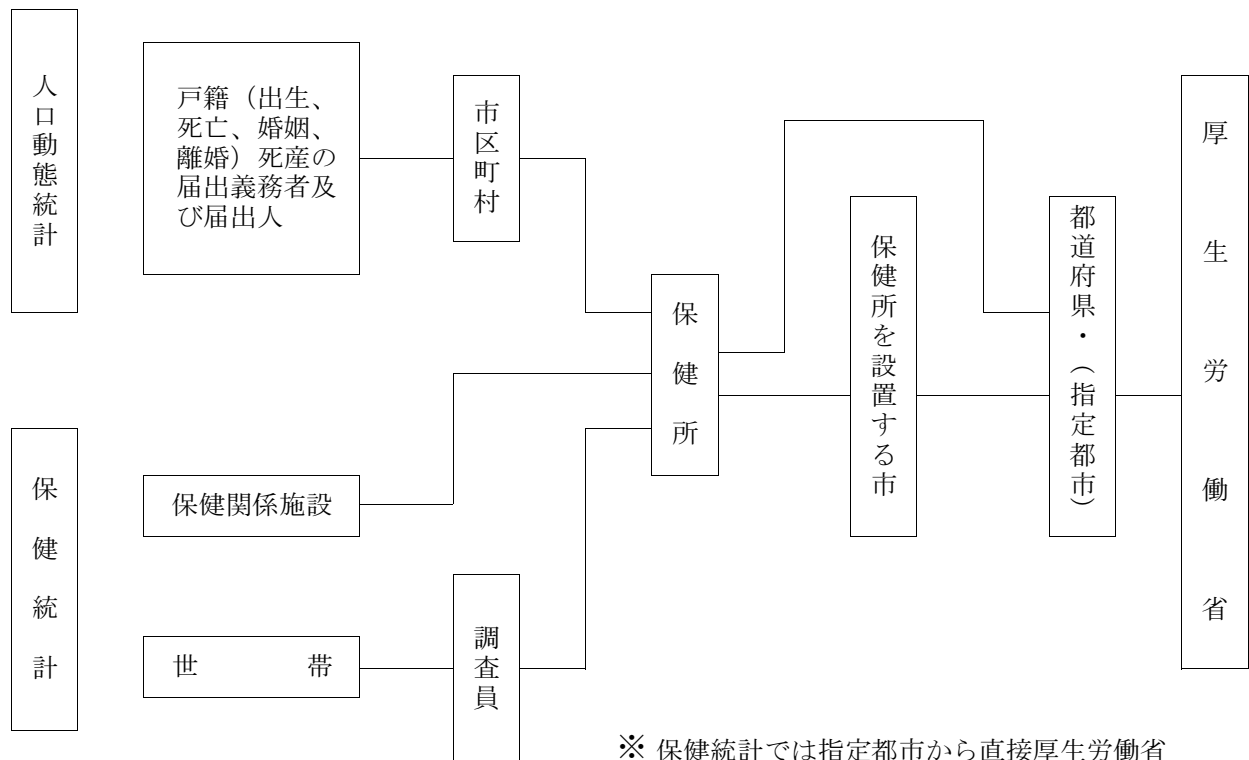 人口動態統計
戸籍（出生、
死亡、婚姻、
離婚）死産の
届出義務者及
び届出人
市区町村
保健所
保健所を設置する市
都道府県・（指定都市）
厚生労働省
保健統計
保健関係施設
世帯
調査員
※ 保健統計では指定都市から直接厚生労働省